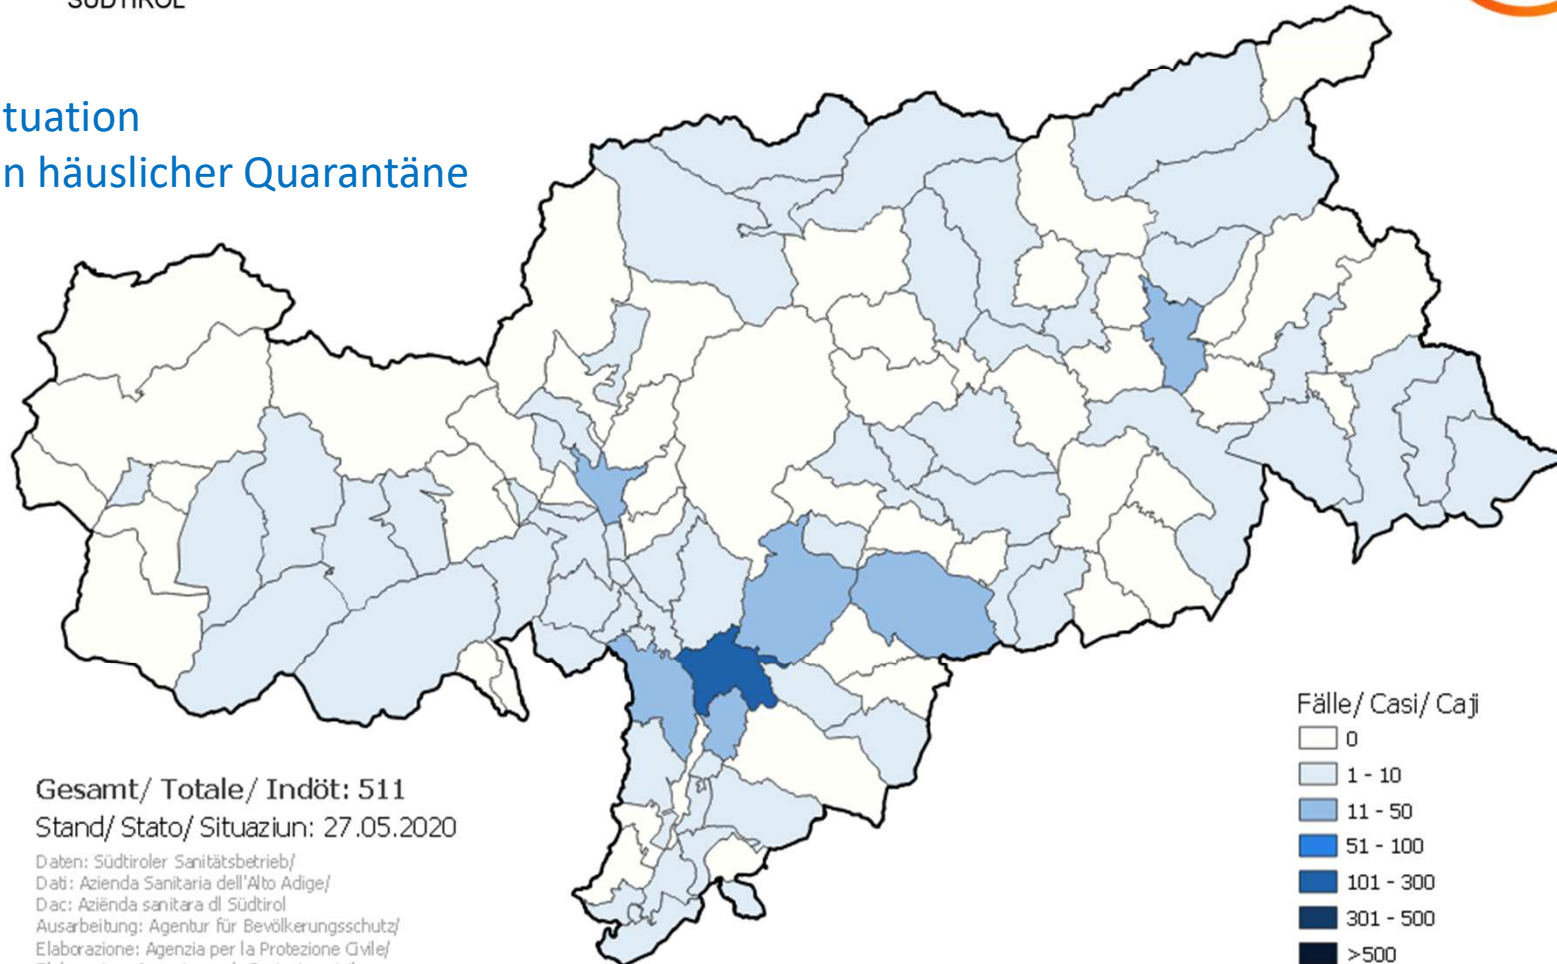 SÜDTIROL
tuation
n häuslicher Quarantäne
Gesamt/ Totale/ Indöt: 511
Stand/ Stato/ Situaziun: 27.05.2020
Daten: Südtiroler Sanitätsbetrieb/
Dati: Azienda Sanitaria dell'Alto Adige/
Dac: Aziënda sanitara dl Südtirol
Ausarbeitung: Agentur für Bevölkerungsschutz/
Elaborazione: Agenzia per la Protezione Civile/
Fälle/ Casi/ Caji
0
1 - 10
11 - 50
51 - 100
101 - 300
301 - 500
>500